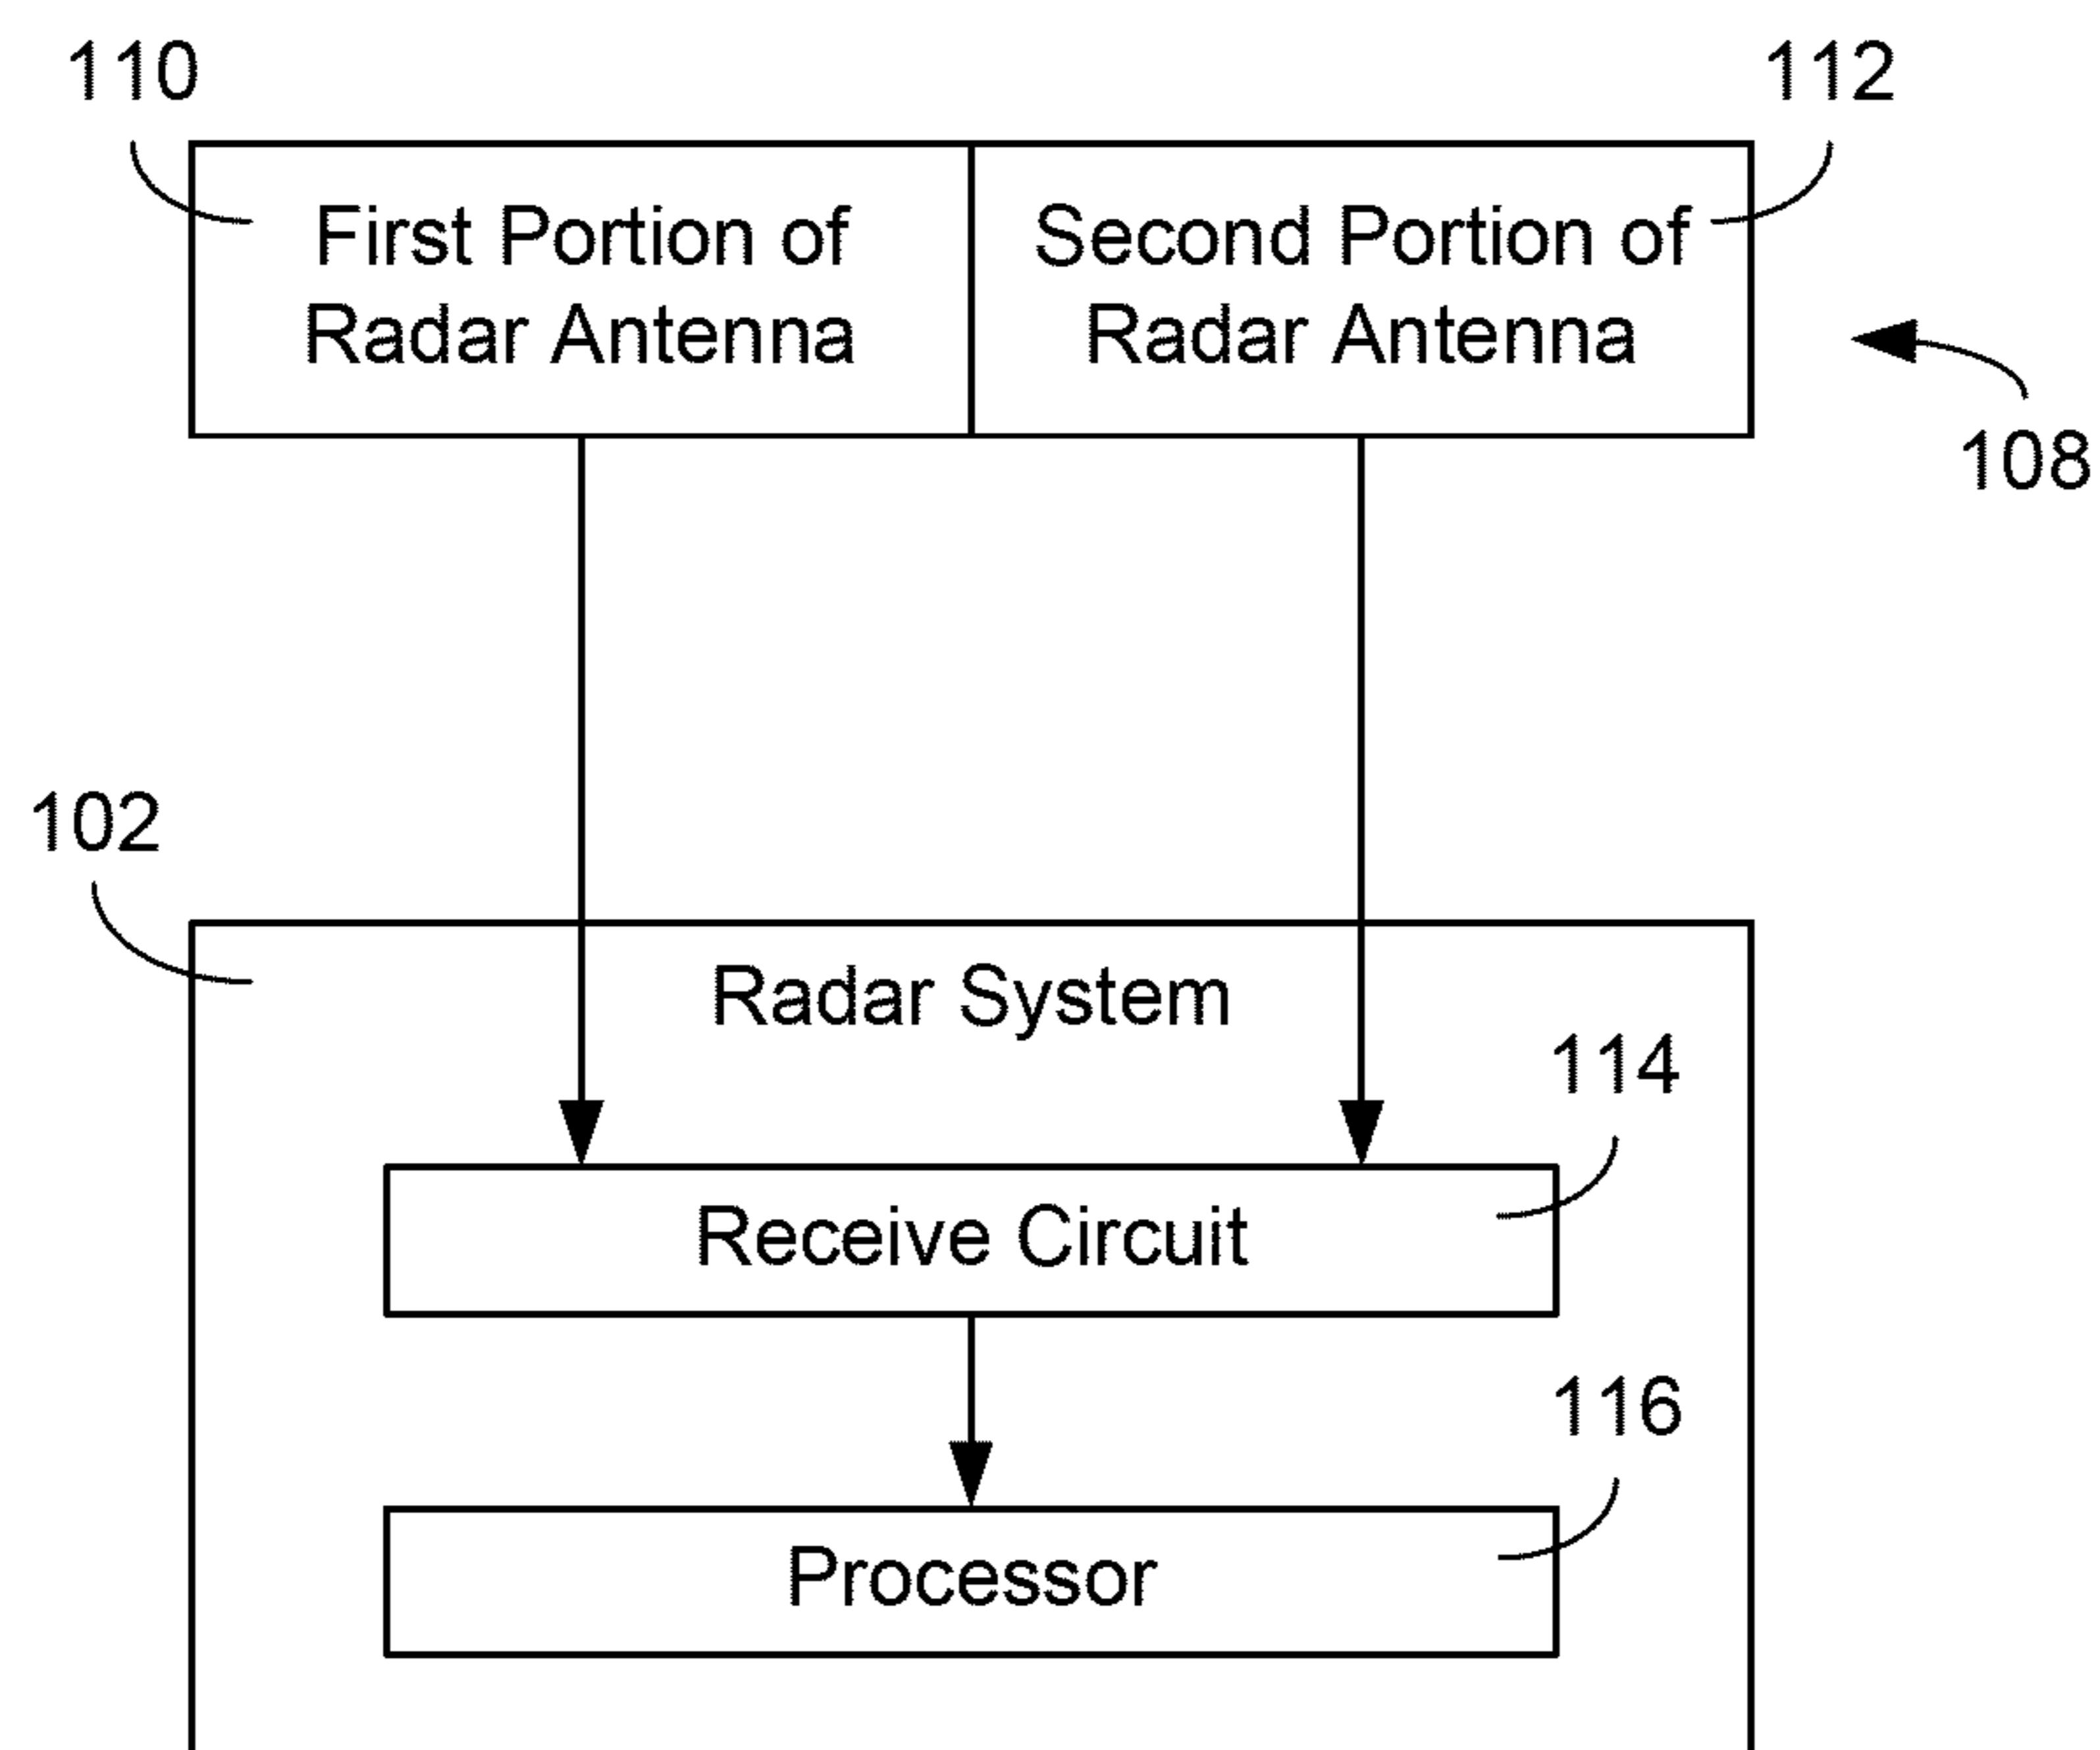 110
112
First Portion of
Radar Antenna
Second Portion of
Radar Antenna
108
102
Radar System
114
Receive Circuit
116
Processor